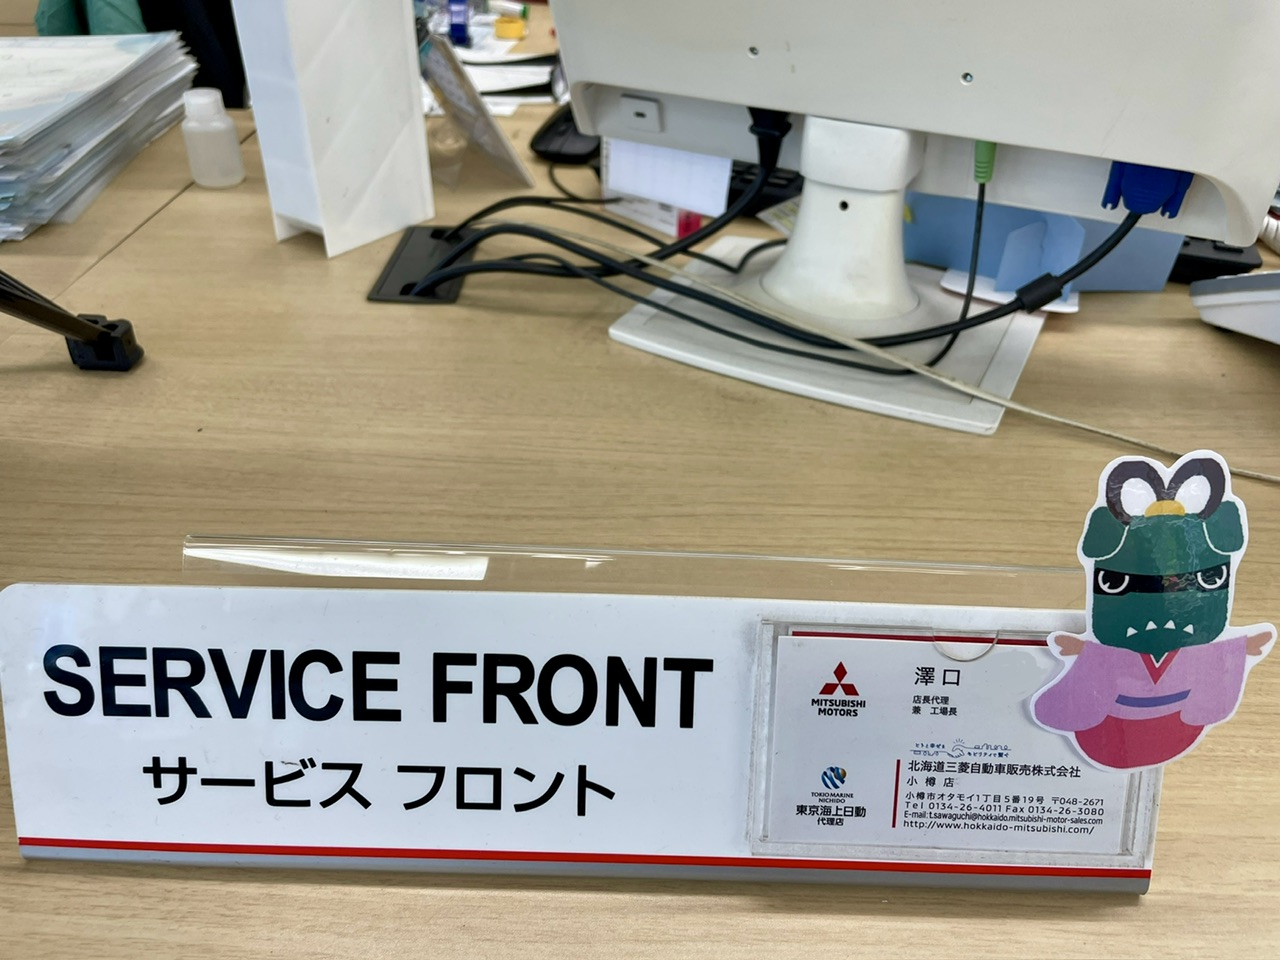 SERVICE FRONT
サービス フロント
MITSUBISHI
MOTORS
澤口
店長代理
兼 工場長
TOKIO MARINE
NICHIDO
東京海上日動
代理店
北海道三菱自動車販売株式会社
小樽店
小樽市オタモイ1丁目5番19号 〒048-2671
Tel 0134-26-4011 Fax 0134-26-3080
E-mail:t.sawaguchi@hokkaido.mitsubishi-motor-sales.com
http://www.hokkaido-mitsubishi.com/